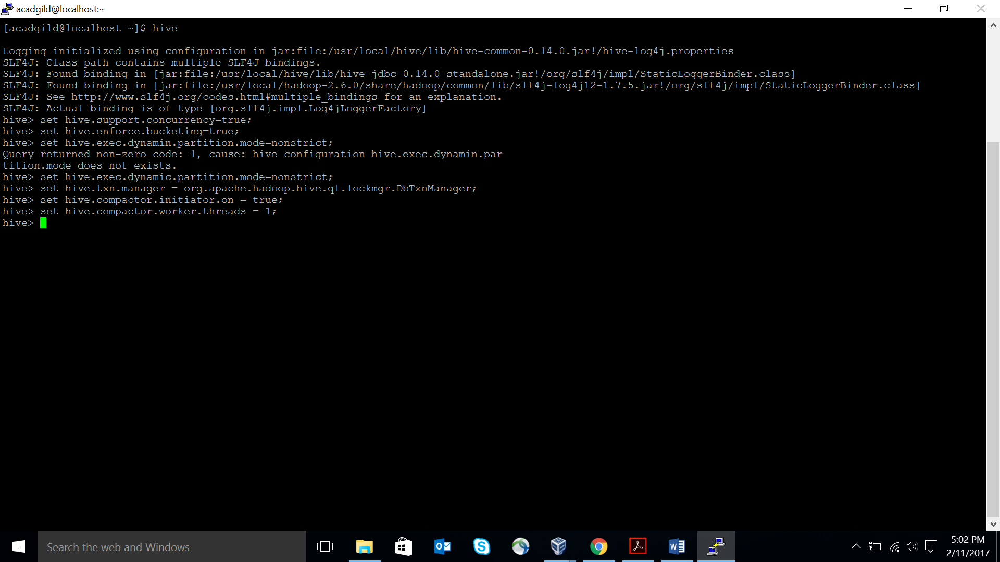 acadgild@localhost:~
[acadgild@localhost ~]$ hive
Logging initialized using configuration in jar:file:/usr/local/hive/lib/hive-common-0.14.0.jar!/hive-log4j.properties
SLF4J: Class path contains multiple SLF4J bindings.
SLF4J: Found binding in [jar:file:/usr/local/hive/lib/hive-jdbc-0.14.0-standalone.jar!/org/slf4j/impl/StaticLoggerBinder.class]
SLF4J: Found binding in [jar:file:/usr/local/hadoop-2.6.0/share/hadoop/common/lib/slf4j-log4j12-1.7.5.jar!/org/slf4j/impl/StaticLoggerBinder.class]
SLF4J: See http://www.slf4j.org/codes.html#multiple_bindings for an explanation.
SLF4J: Actual binding is of type [org.slf4j.impl.Log4jLoggerFactory]
hive> set hive.support.concurrency=true;
hive> set hive.enforce.bucketing=true;
hive> set hive.exec.dynamin.partition.mode=nonstrict;
Query returned non-zero code: 1, cause: hive configuration hive.exec.dynamin.par
tition.mode does not exists.
hive> set hive.exec.dynamic.partition.mode=nonstrict;
hive> set hive.txn.manager = org.apache.hadoop.hive.ql.lockmgr.DbTxnManager;
hive> set hive.compactor.initiator.on = true;
hive> set hive.compactor.worker.threads = 1;
hive>
Search the web and Windows
5:02 PM
2/11/2017